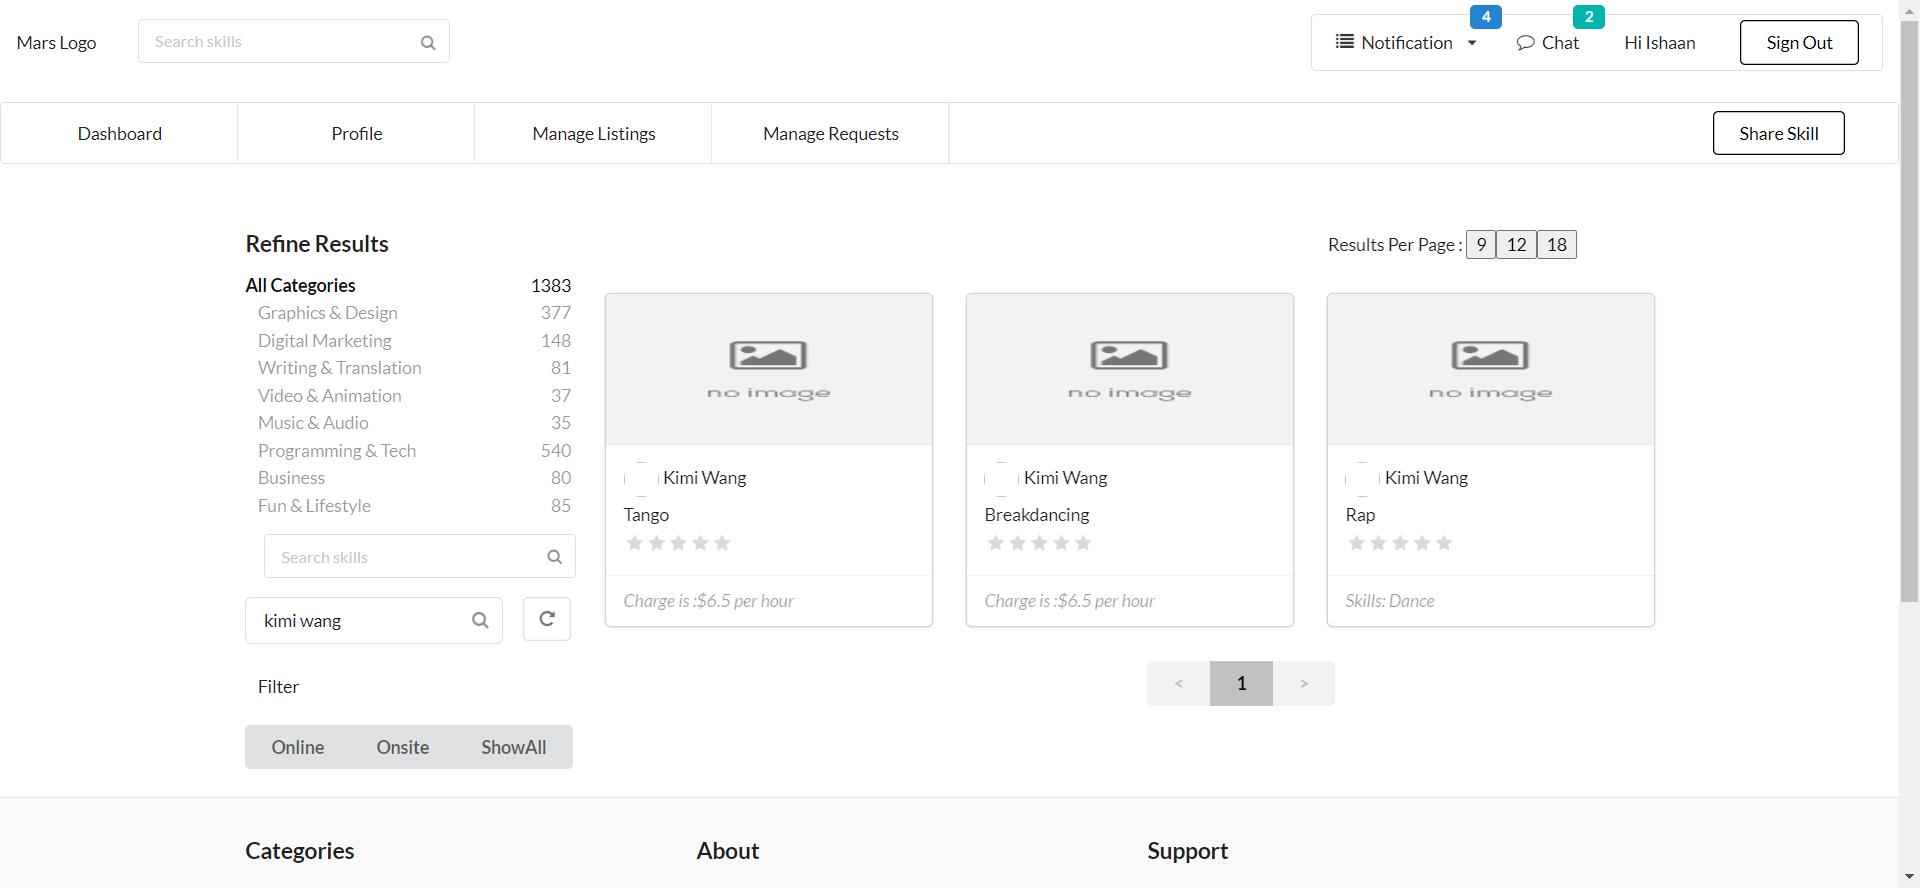 Mars Logo
Search skills
Notification
4
Chat
2
Hi Ishaan
Sign Out
Dashboard
Profile
Manage Listings
Manage Requests
Share Skill
Refine Results
Results Per Page :
9
12
18
All Categories 1383
Graphics & Design 377
Digital Marketing 148
Writing & Translation 81
Video & Animation 37
Music & Audio 35
Programming & Tech 540
Business 80
Fun & Lifestyle 85
Search skills
kimi wang
Filter
Online
Onsite
ShowAll
no image
Kimi Wang
Tango
Charge is :$6.5 per hour
no image
Kimi Wang
Breakdancing
Charge is :$6.5 per hour
no image
Kimi Wang
Rap
Skills: Dance
< 1 >
Categories
About
Support